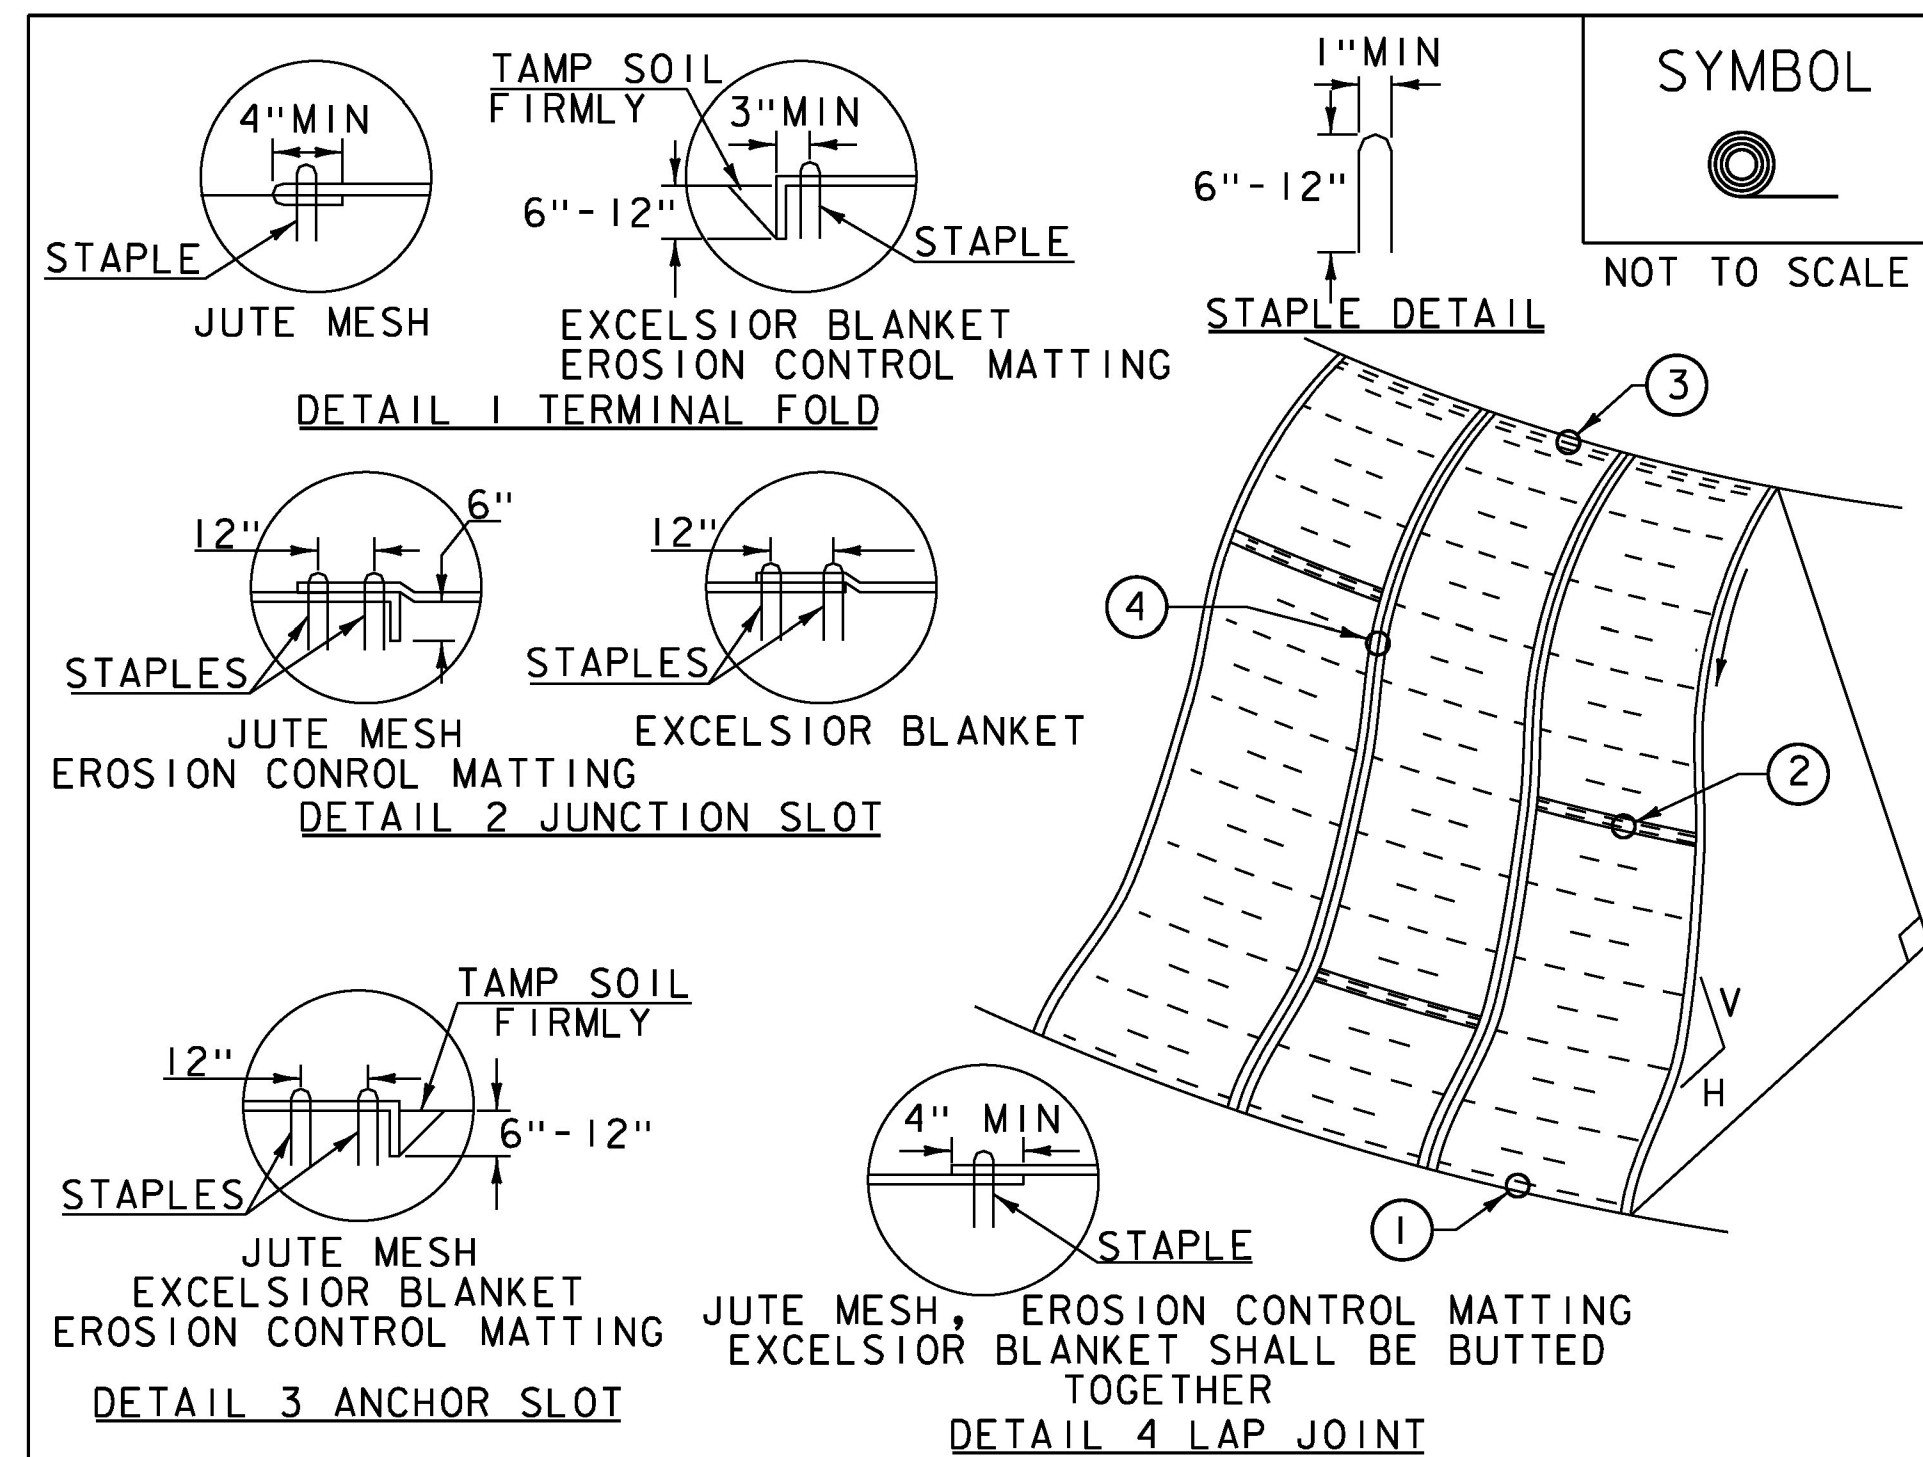 4"MIN
STAPLE
JUTE MESH
TAMP SOIL
FIRMLY
3"MIN
6"-12"
STAPLE
EXCELSIOR BLANKET
EROSION CONTROL MATTING
DETAIL 1 TERMINAL FOLD
1"MIN
6"-12"
STAPLE DETAIL
SYMBOL
NOT TO SCALE
12"
6"
STAPLES
JUTE MESH
EROSION CONROL MATTING
12"
STAPLES
EXCELSIOR BLANKET
DETAIL 2 JUNCTION SLOT
3
4
2
V
H
1
TAMP SOIL
FIRMLY
12"
6"-12"
STAPLES
JUTE MESH
EXCELSIOR BLANKET
EROSION CONTROL MATTING
DETAIL 3 ANCHOR SLOT
4" MIN
STAPLE
JUTE MESH, EROSION CONTROL MATTING
EXCELSIOR BLANKET SHALL BE BUTTED
TOGETHER
DETAIL 4 LAP JOINT